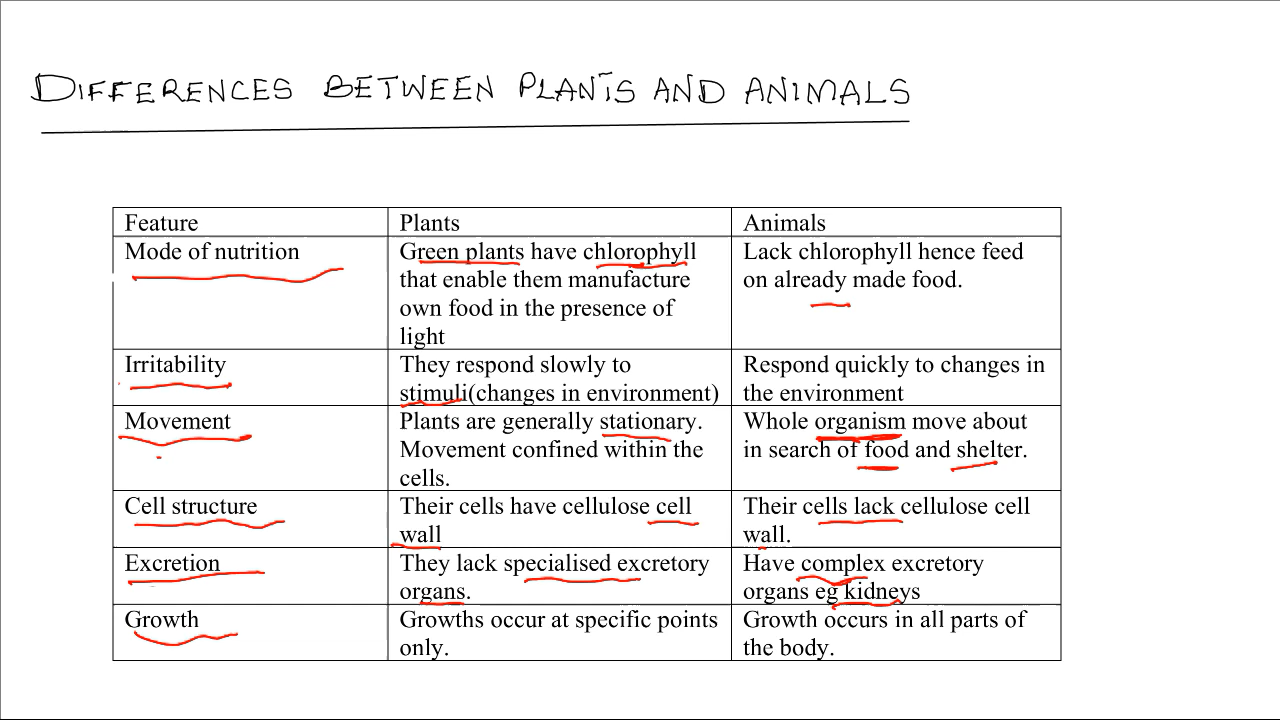 DIFFERENCES BETWEEN PLANTS AND ANIMALS
Feature Plants Animals
Mode of nutrition Green plants have chlorophyll Lack chlorophyll hence feed
that enable them manufacture on already made food.
own food in the presence of
light
Irritability They respond slowly to Respond quickly to changes in
stimuli(changes in environment) the environment
Movement Plants are generally stationary. Whole organism move about
Movement confined within the in search of food and shelter.
cells.
Cell structure Their cells have cellulose cell Their cells lack cellulose cell
wall wall.
Excretion They lack specialised excretory Have complex excretory
organs. organs eg kidneys
Growth Growths occur at specific points Growth occurs in all parts of
only. the body.